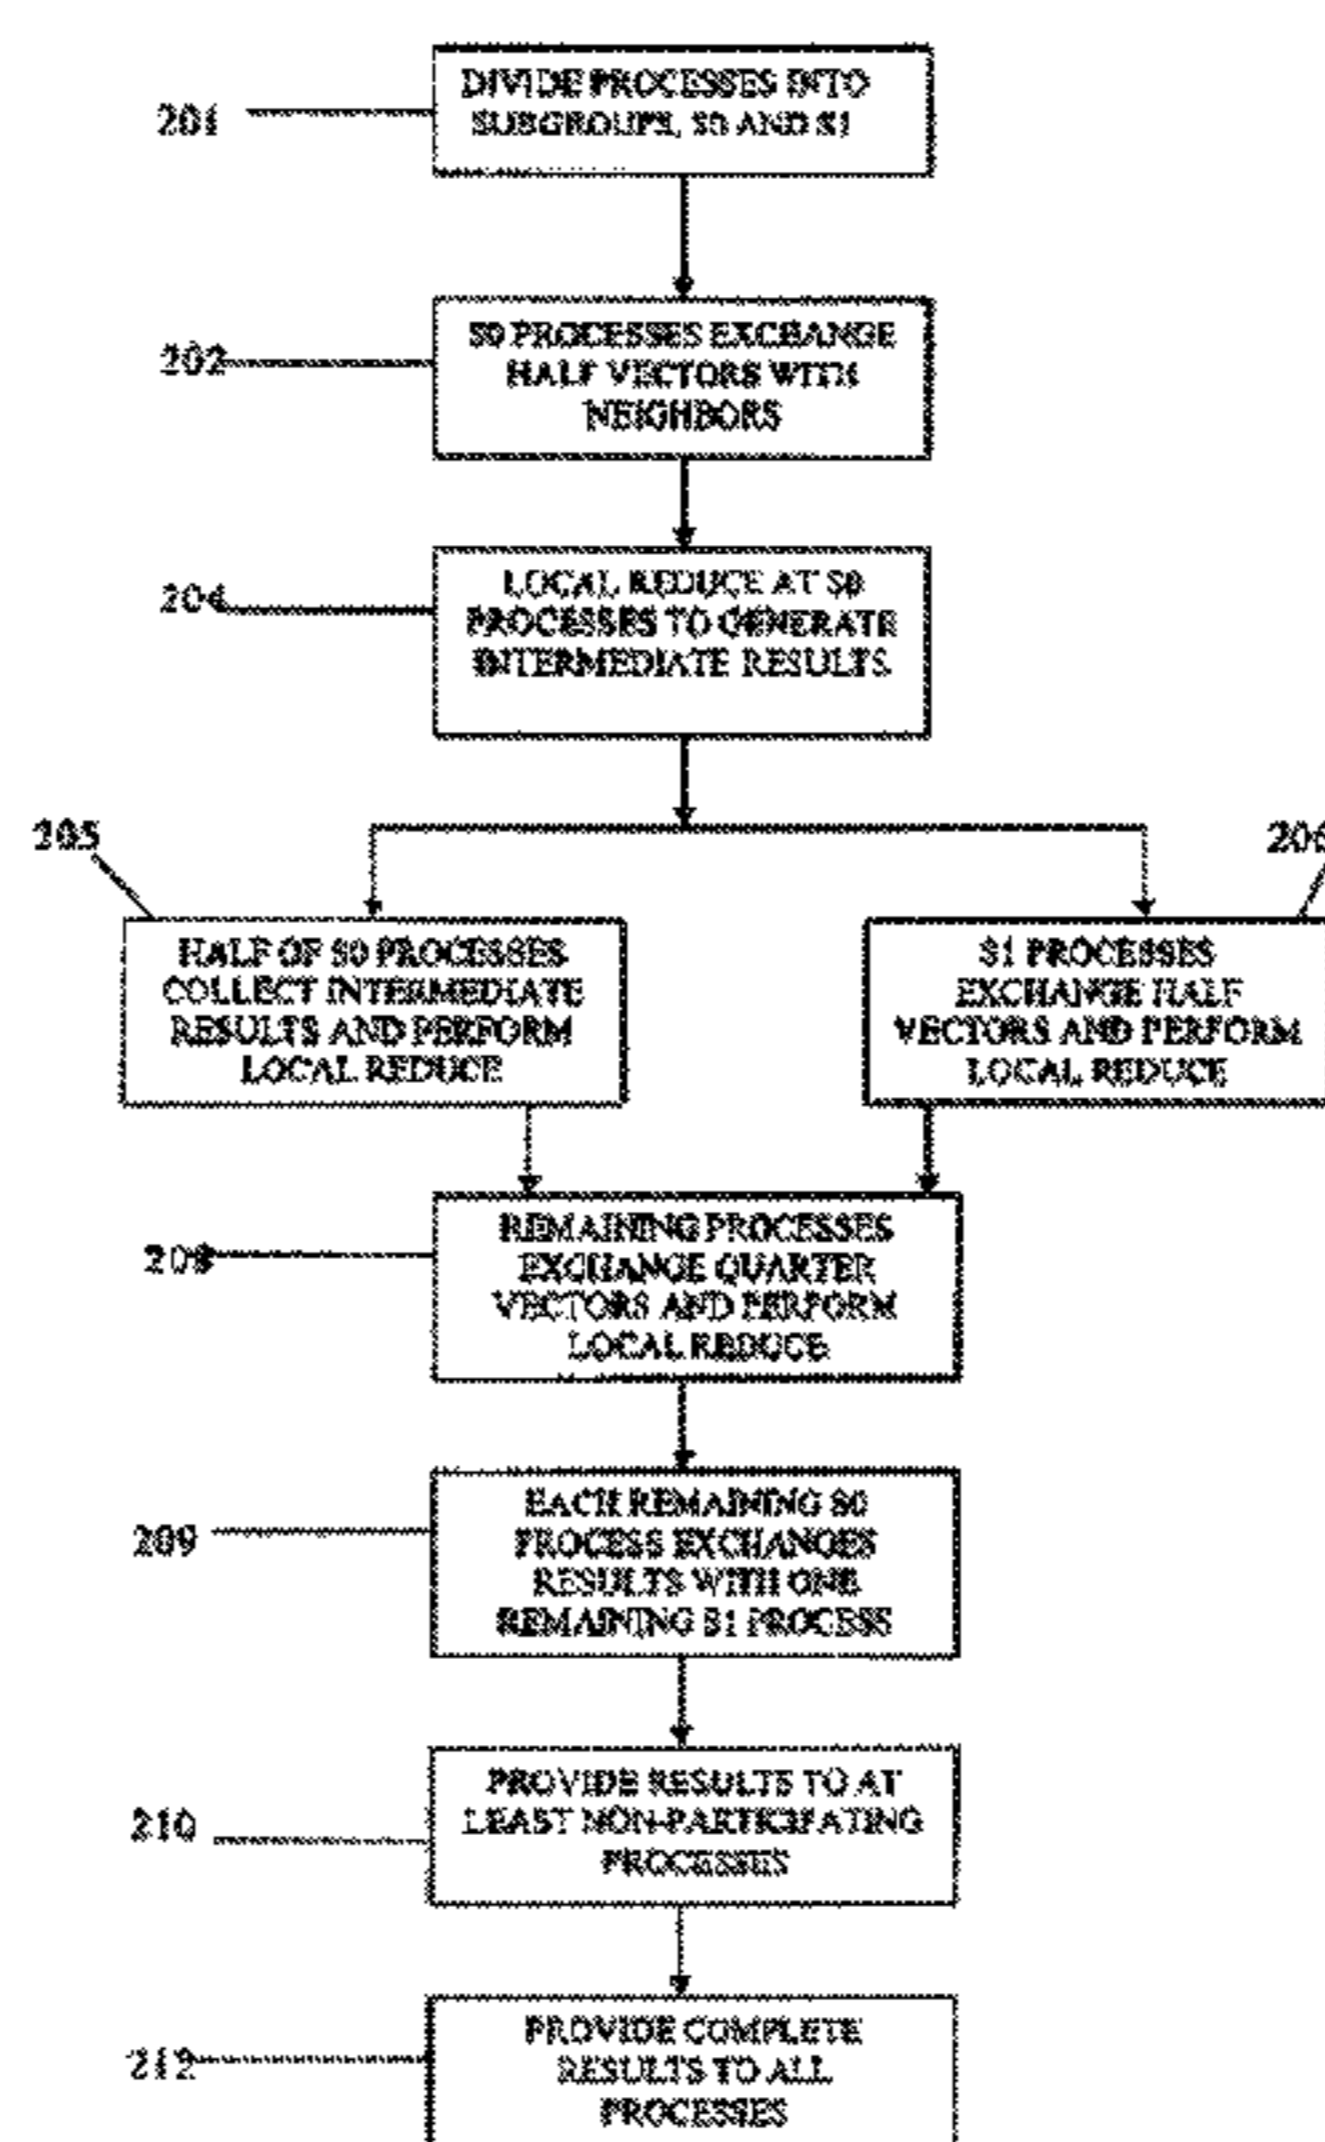 201
DIVIDE PROCESSES INTO
SUBGROUPS, S0 AND S1
202
S0 PROCESSES EXCHANGE
HALF VECTORS WITH
NEIGHBORS
204
LOCAL REDUCE AT S0
PROCESSES TO GENERATE
INTERMEDIATE RESULTS
205
206
HALF OF S0 PROCESSES
COLLECT INTERMEDIATE
RESULTS AND PERFORM
LOCAL REDUCE
S1 PROCESSES
EXCHANGE HALF
VECTORS AND PERFORM
LOCAL REDUCE
208
REMAINING PROCESSES
EXCHANGE QUARTER
VECTORS AND PERFORM
LOCAL REDUCE
209
EACH REMAINING S0
PROCESS EXCHANGES
RESULTS WITH ONE
REMAINING S1 PROCESS
210
PROVIDE RESULTS TO AT
LEAST NON-PARTICIPATING
PROCESSES
212
PROVIDE COMPLETE
RESULTS TO ALL
PROCESSES